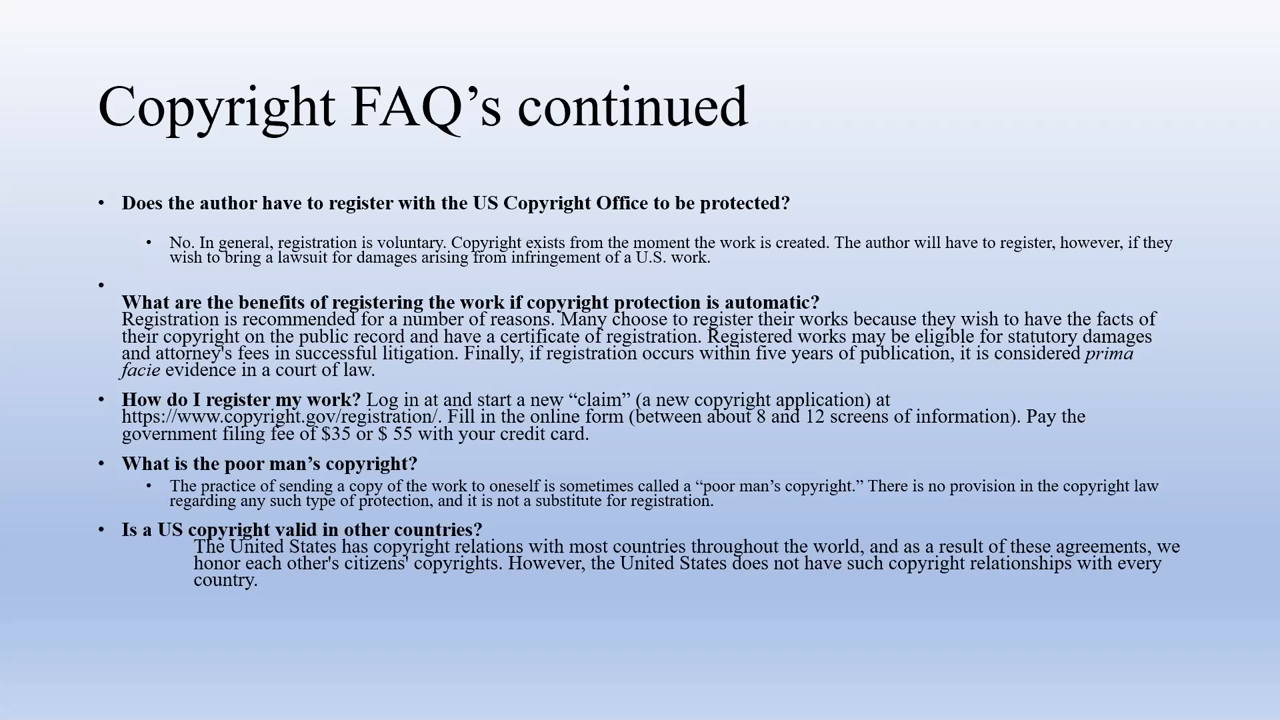 Copyright FAQ’s continued
• Does the author have to register with the US Copyright Office to be protected?
• No. In general, registration is voluntary. Copyright exists from the moment the work is created. The author will have to register, however, if they
wish to bring a lawsuit for damages arising from infringement of a U.S. work.
•
What are the benefits of registering the work if copyright protection is automatic?
Registration is recommended for a number of reasons. Many choose to register their works because they wish to have the facts of
their copyright on the public record and have a certificate of registration. Registered works may be eligible for statutory damages
and attorney's fees in successful litigation. Finally, if registration occurs within five years of publication, it is considered prima
facie evidence in a court of law.
• How do I register my work? Log in at and start a new “claim” (a new copyright application) at
https://www.copyright.gov/registration/. Fill in the online form (between about 8 and 12 screens of information). Pay the
government filing fee of $35 or $ 55 with your credit card.
• What is the poor man’s copyright?
• The practice of sending a copy of the work to oneself is sometimes called a “poor man’s copyright.” There is no provision in the copyright law
regarding any such type of protection, and it is not a substitute for registration.
• Is a US copyright valid in other countries?
The United States has copyright relations with most countries throughout the world, and as a result of these agreements, we
honor each other's citizens' copyrights. However, the United States does not have such copyright relationships with every
country.